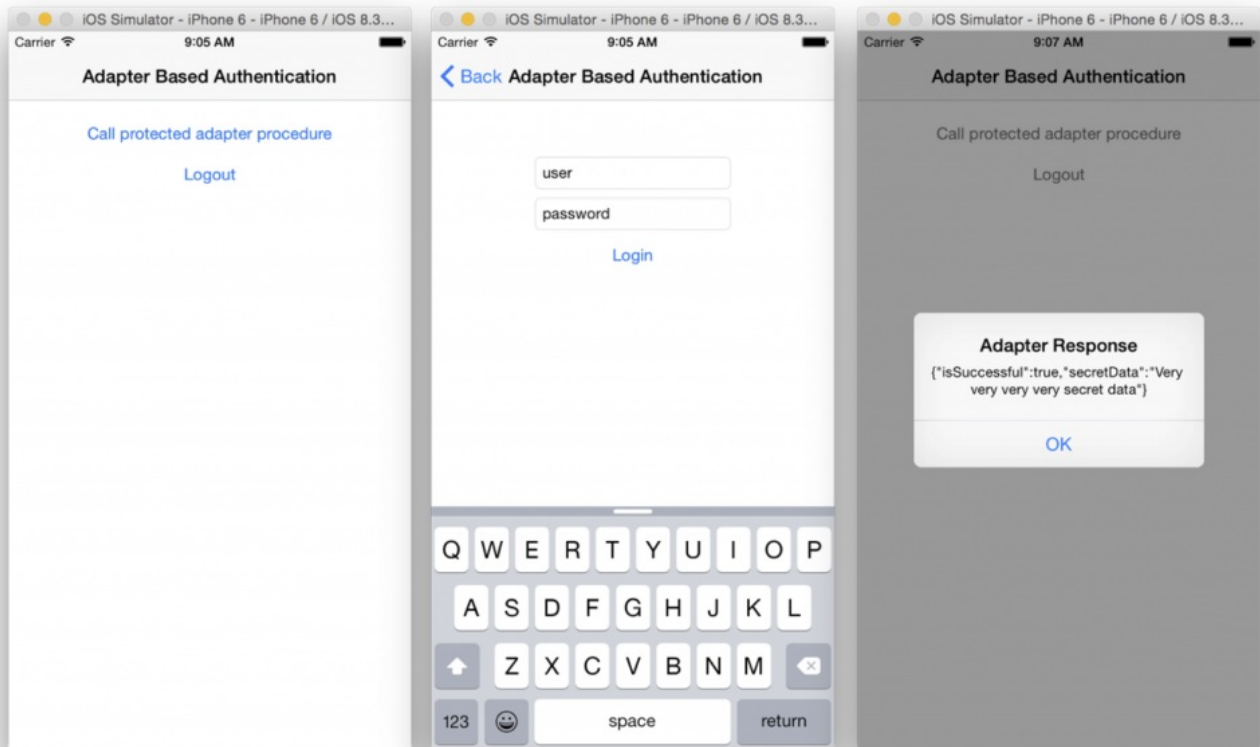 iOS Simulator - iPhone 6 - iPhone 6 / iOS 8.3...
Carrier
9:05 AM
Adapter Based Authentication
Call protected adapter procedure
Logout
iOS Simulator - iPhone 6 - iPhone 6 / iOS 8.3...
Carrier
9:05 AM
Back Adapter Based Authentication
user
password
Login
Q W E R T Y U I O P
A S D F G H J K L
Z X C V B N M
123 space return
iOS Simulator - iPhone 6 - iPhone 6 / iOS 8.3...
Carrier
9:07 AM
Adapter Based Authentication
Call protected adapter procedure
Logout
Adapter Response
{"isSuccessful":true,"secretData":"Very
very very very secret data"}
OK